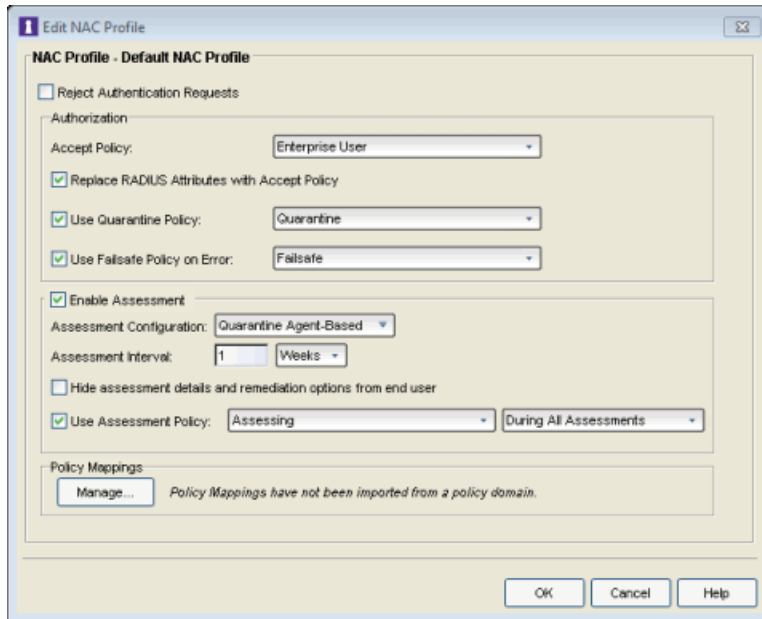 Edit NAC Profile
NAC Profile - Default NAC Profile
Reject Authentication Requests
Authorization
Accept Policy: Enterprise User
Replace RADIUS Attributes with Accept Policy
Use Quarantine Policy: Quarantine
Use Failsafe Policy on Error: Failsafe
Enable Assessment
Assessment Configuration: Quarantine Agent-Based
Assessment Interval: 1 Weeks
Hide assessment details and remediation options from end user
Use Assessment Policy: Assessing During All Assessments
Policy Mappings
Manage... Policy Mappings have not been imported from a policy domain.
OK Cancel Help